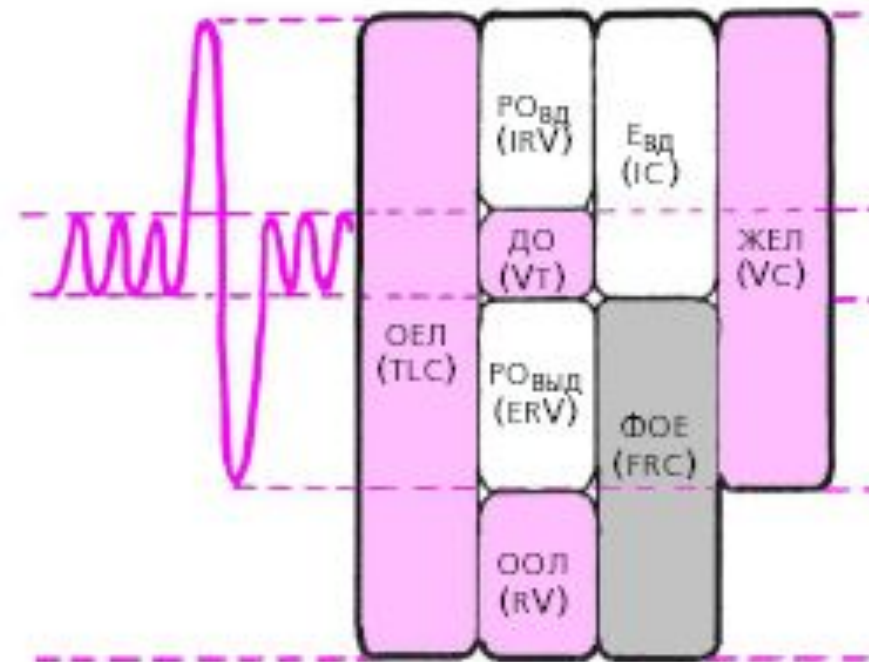 РОвд
(IRV)
Евд
(IC)
ДО
(VT)
ЖЕЛ
(VC)
ОЕЛ
(TLC)
РОвыд
(ERV)
ФОЕ
(FRC)
ООЛ
(RV)